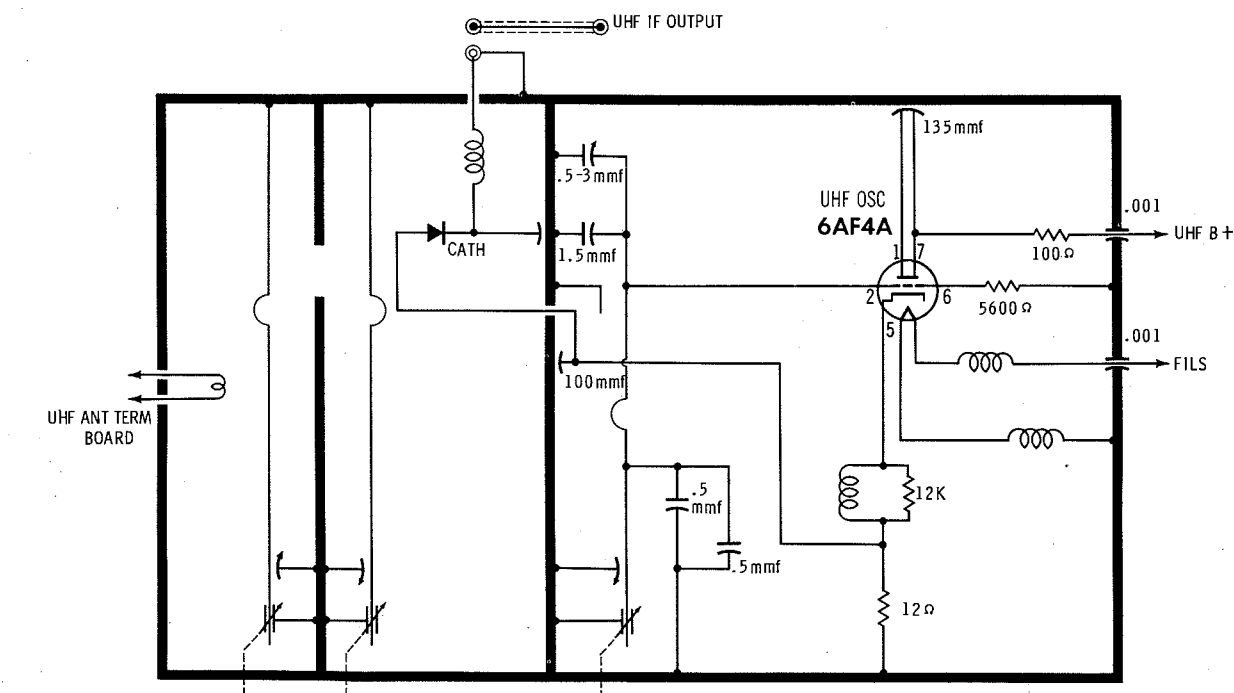 UHF IF OUTPUT
135mmf
.5-3mmf
UHF OSC
6AF4A
.001
CATH
1.5mmf
1 7
100Ω
UHF B+
2
6
5600Ω
5
.001
100mmf
FILS
UHF ANT TERM
BOARD
.5
mmf
12K
.5mmf
12Ω